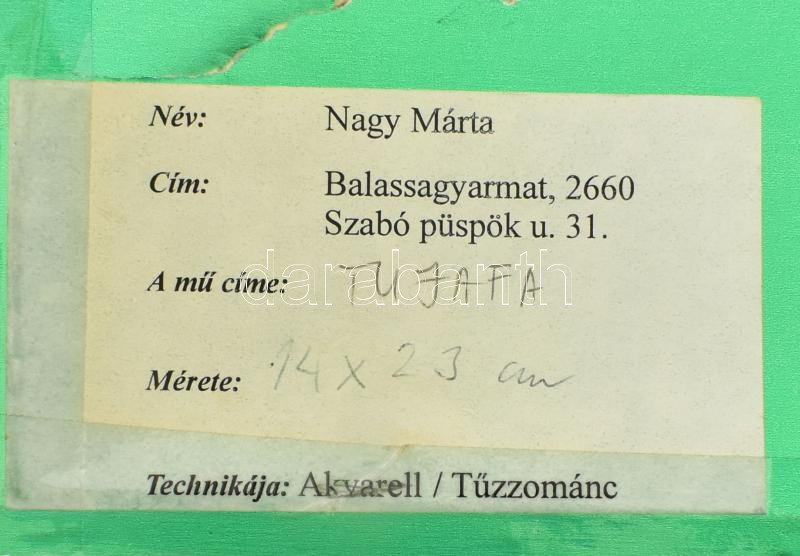 Név: Nagy Márta
Cím: Balassagyarmat, 2660
Szabó püspök u. 31.
A mű címe: TUJAFA
darabanth
Mérete: 14 x 23 cm
Technikája: Akvarell / Tűzzománc